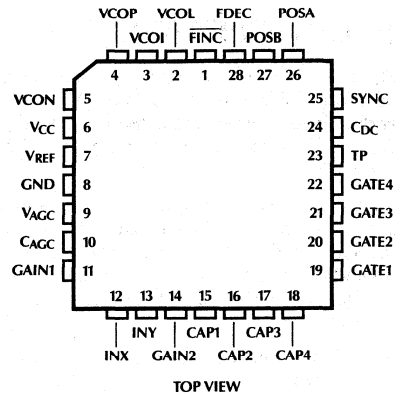 VCOP VCOL FDEC POSA
VCOI FINC POSB
4 3 2 1 28 27 26
VCON 5 25 SYNC
VCC 6 24 CDC
VREF 7 23 TP
GND 8 22 GATE4
VAGC 9 21 GATE3
CAGC 10 20 GATE2
GAIN1 11 19 GATE1
12 13 14 15 16 17 18
INY CAP1 CAP3
INX GAIN2 CAP2 CAP4
TOP VIEW